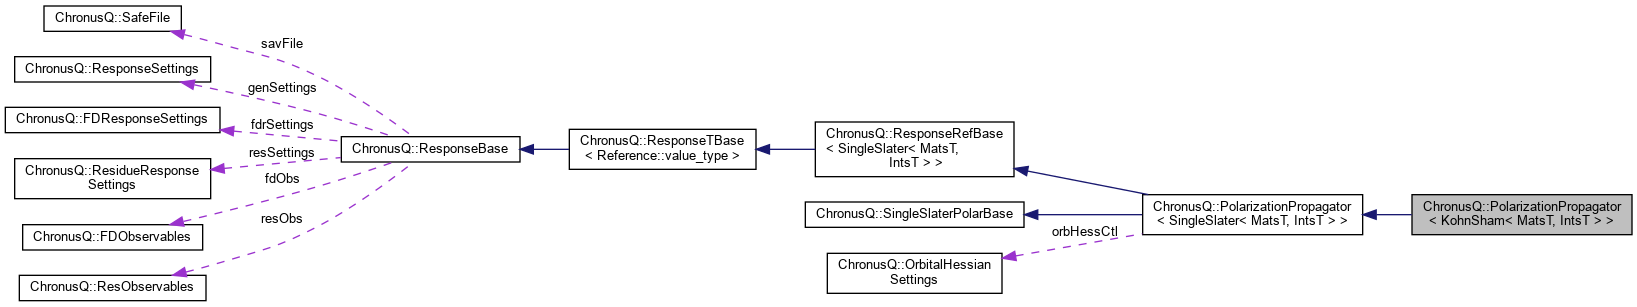 ChronusQ::SafeFile
savFile
ChronusQ::ResponseSettings
genSettings
ChronusQ::FDResponseSettings
fdrSettings
ChronusQ::ResidueResponse
Settings
resSettings
ChronusQ::FDObservables
fdObs
ChronusQ::ResObservables
resObs
ChronusQ::ResponseBase
ChronusQ::ResponseTBase
< Reference::value_type >
ChronusQ::ResponseRefBase
< SingleSlater< MatsT,
IntsT > >
ChronusQ::SingleSlaterPolarBase
orbHessCtl
ChronusQ::OrbitalHessian
Settings
ChronusQ::PolarizationPropagator
< SingleSlater< MatsT, IntsT > >
ChronusQ::PolarizationPropagator
< KohnSham< MatsT, IntsT > >